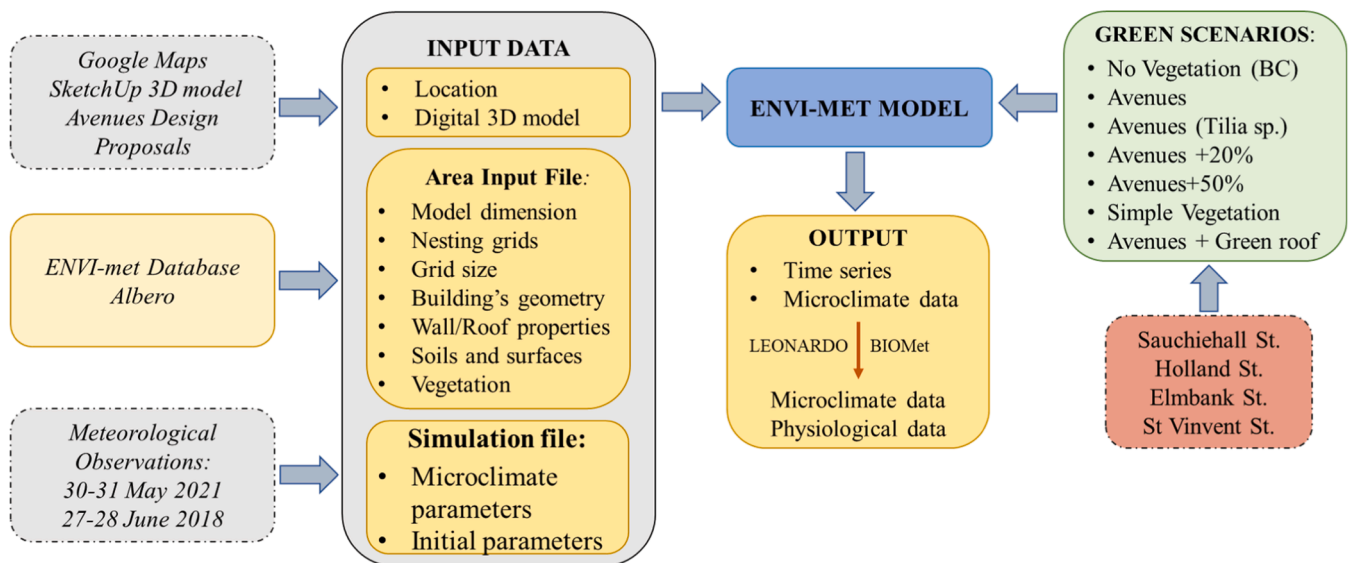 Google Maps
SketchUp 3D model
Avenues Design
Proposals
ENVI-met Database
Albero
Meteorological
Observations:
30-31 May 2021
27-28 June 2018
INPUT DATA
• Location
• Digital 3D model
Area Input File:
• Model dimension
• Nesting grids
• Grid size
• Building’s geometry
• Wall/Roof properties
• Soils and surfaces
• Vegetation
Simulation file:
• Microclimate
parameters
• Initial parameters
ENVI-MET MODEL
OUTPUT
• Time series
• Microclimate data
LEONARDO BIOMet
Microclimate data
Physiological data
GREEN SCENARIOS:
• No Vegetation (BC)
• Avenues
• Avenues (Tilia sp.)
• Avenues +20%
• Avenues+50%
• Simple Vegetation
• Avenues + Green roof
Sauchiehall St.
Holland St.
Elmbank St.
St Vinvent St.